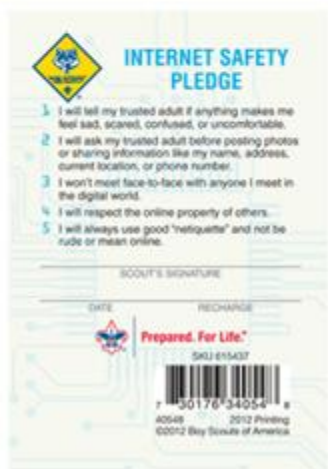 INTERNET SAFETY
PLEDGE
1 I will tell my trusted adult if anything makes me
feel sad, scared, confused, or uncomfortable.
2 I will ask my trusted adult before posting photos
or sharing information like my name, address,
current location, or phone number.
3 I won't meet face-to-face with anyone I meet in
the digital world.
4 I will respect the online property of others.
5 I will always use good "netiquette" and not be
rude or mean online.
SCOUT'S SIGNATURE
DATE RECHARGE
Prepared. For Life.®
SKU 615437
7 30176 34054 8
40548 2012 Printing
©2012 Boy Scouts of America